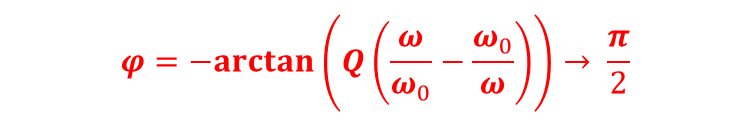 φ = −arctan(Q(ω/ω₀ − ω₀/ω)) → π/2